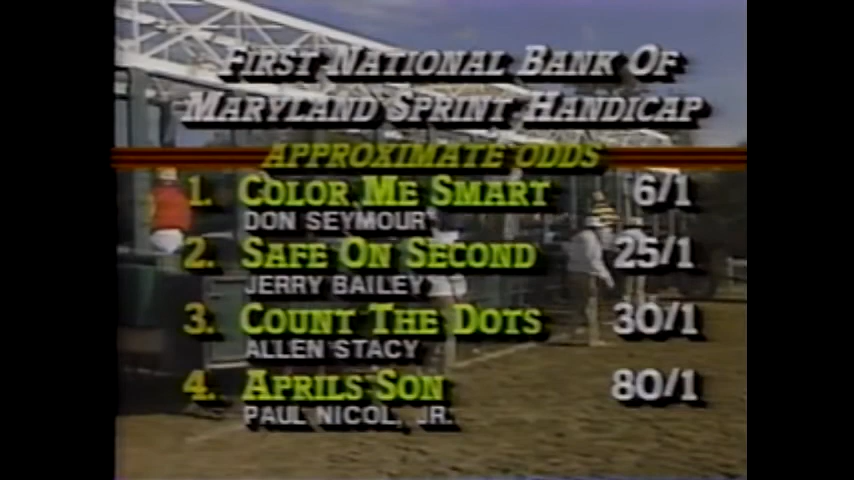 FIRST NATIONAL BANK OF
MARYLAND SPRINT HANDICAP
APPROXIMATE ODDS
1. COLOR ME SMART 6/1
DON SEYMOUR
2. SAFE ON SECOND 25/1
JERRY BAILEY
3. COUNT THE DOTS 30/1
ALLEN STACY
4. APRILS SON 80/1
PAUL NICOL, JR.